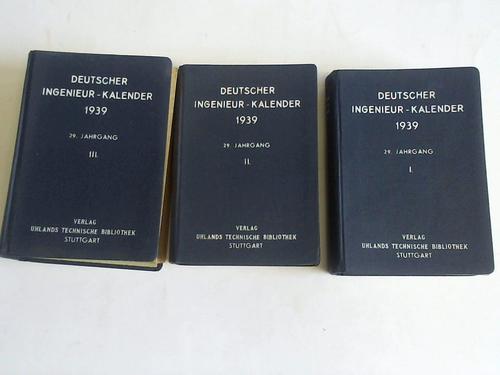 DEUTSCHER
INGENIEUR-KALENDER
1939
29. JAHRGANG
III.
VERLAG
UHLANDS TECHNISCHE BIBLIOTHEK
STUTTGART
DEUTSCHER
INGENIEUR-KALENDER
1939
29. JAHRGANG
II.
VERLAG
UHLANDS TECHNISCHE BIBLIOTHEK
STUTTGART
DEUTSCHER
INGENIEUR-KALENDER
1939
29. JAHRGANG
I.
VERLAG
UHLANDS TECHNISCHE BIBLIOTHEK
STUTTGART